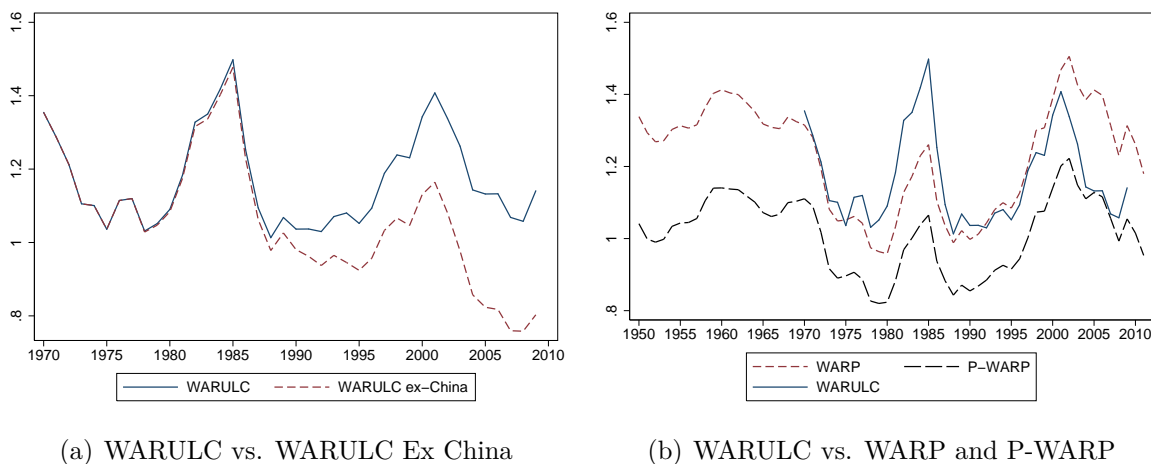 1.6
1.4
1.2
1
.8
1970 1975 1980 1985 1990 1995 2000 2005 2010
WARULC WARULC ex−China
(a) WARULC vs. WARULC Ex China
1.6
1.4
1.2
1
.8
1950 1955 1960 1965 1970 1975 1980 1985 1990 1995 2000 2005 2010
WARP P−WARP
WARULC
(b) WARULC vs. WARP and P-WARP